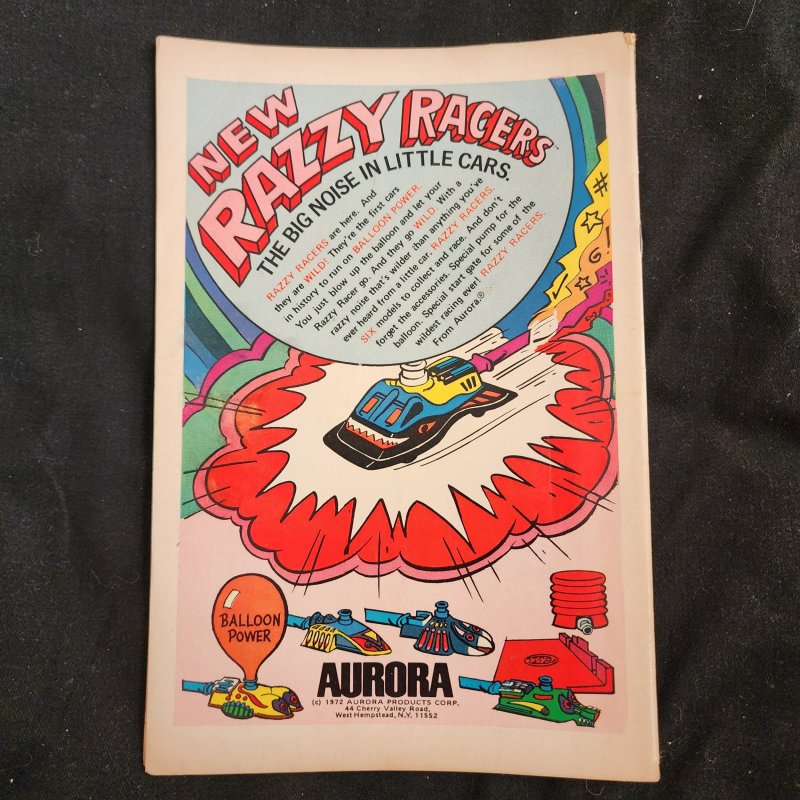 NEW
RAZZY RACERS™
THE BIG NOISE IN LITTLE CARS.
RAZZY RACERS are here. And
they are WILD! They're the first cars
in history to run on BALLOON POWER.
You just blow up the balloon and let your
Razzy Racer go. And they go WILD. With a
razzy noise that's wilder than anything you've
ever heard from a little car. RAZZY RACERS.
SIX models to collect and race. And don't
forget the accessories. Special pump for the
balloon. Special start gate for some of the
wildest racing ever. RAZZY RACERS.
From Aurora.®
#
G!
BALLOON
POWER
AURORA
(c) 1972 AURORA PRODUCTS CORP.
44 Cherry Valley Road,
West Hempstead, N.Y. 11552